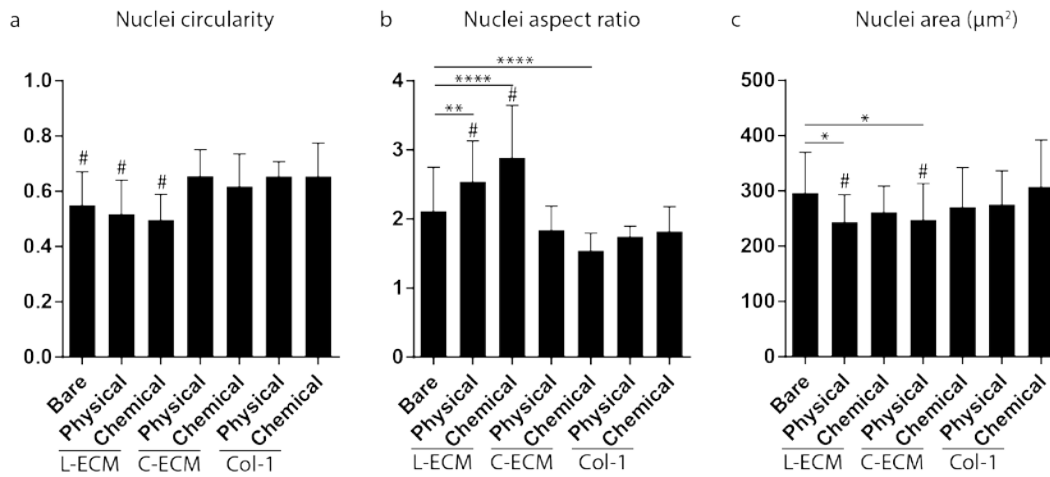 a Nuclei circularity
1.0
0.8
0.6
0.4
0.2
0.0
# # #
Bare Physical Chemical Physical Chemical Physical Chemical
L-ECM C-ECM Col-1
b Nuclei aspect ratio
4
3
2
1
0
****
****
**
# #
Bare Physical Chemical Physical Chemical Physical Chemical
L-ECM C-ECM Col-1
c Nuclei area (µm²)
500
400
300
200
100
0
*
*
# #
Bare Physical Chemical Physical Chemical Physical Chemical
L-ECM C-ECM Col-1